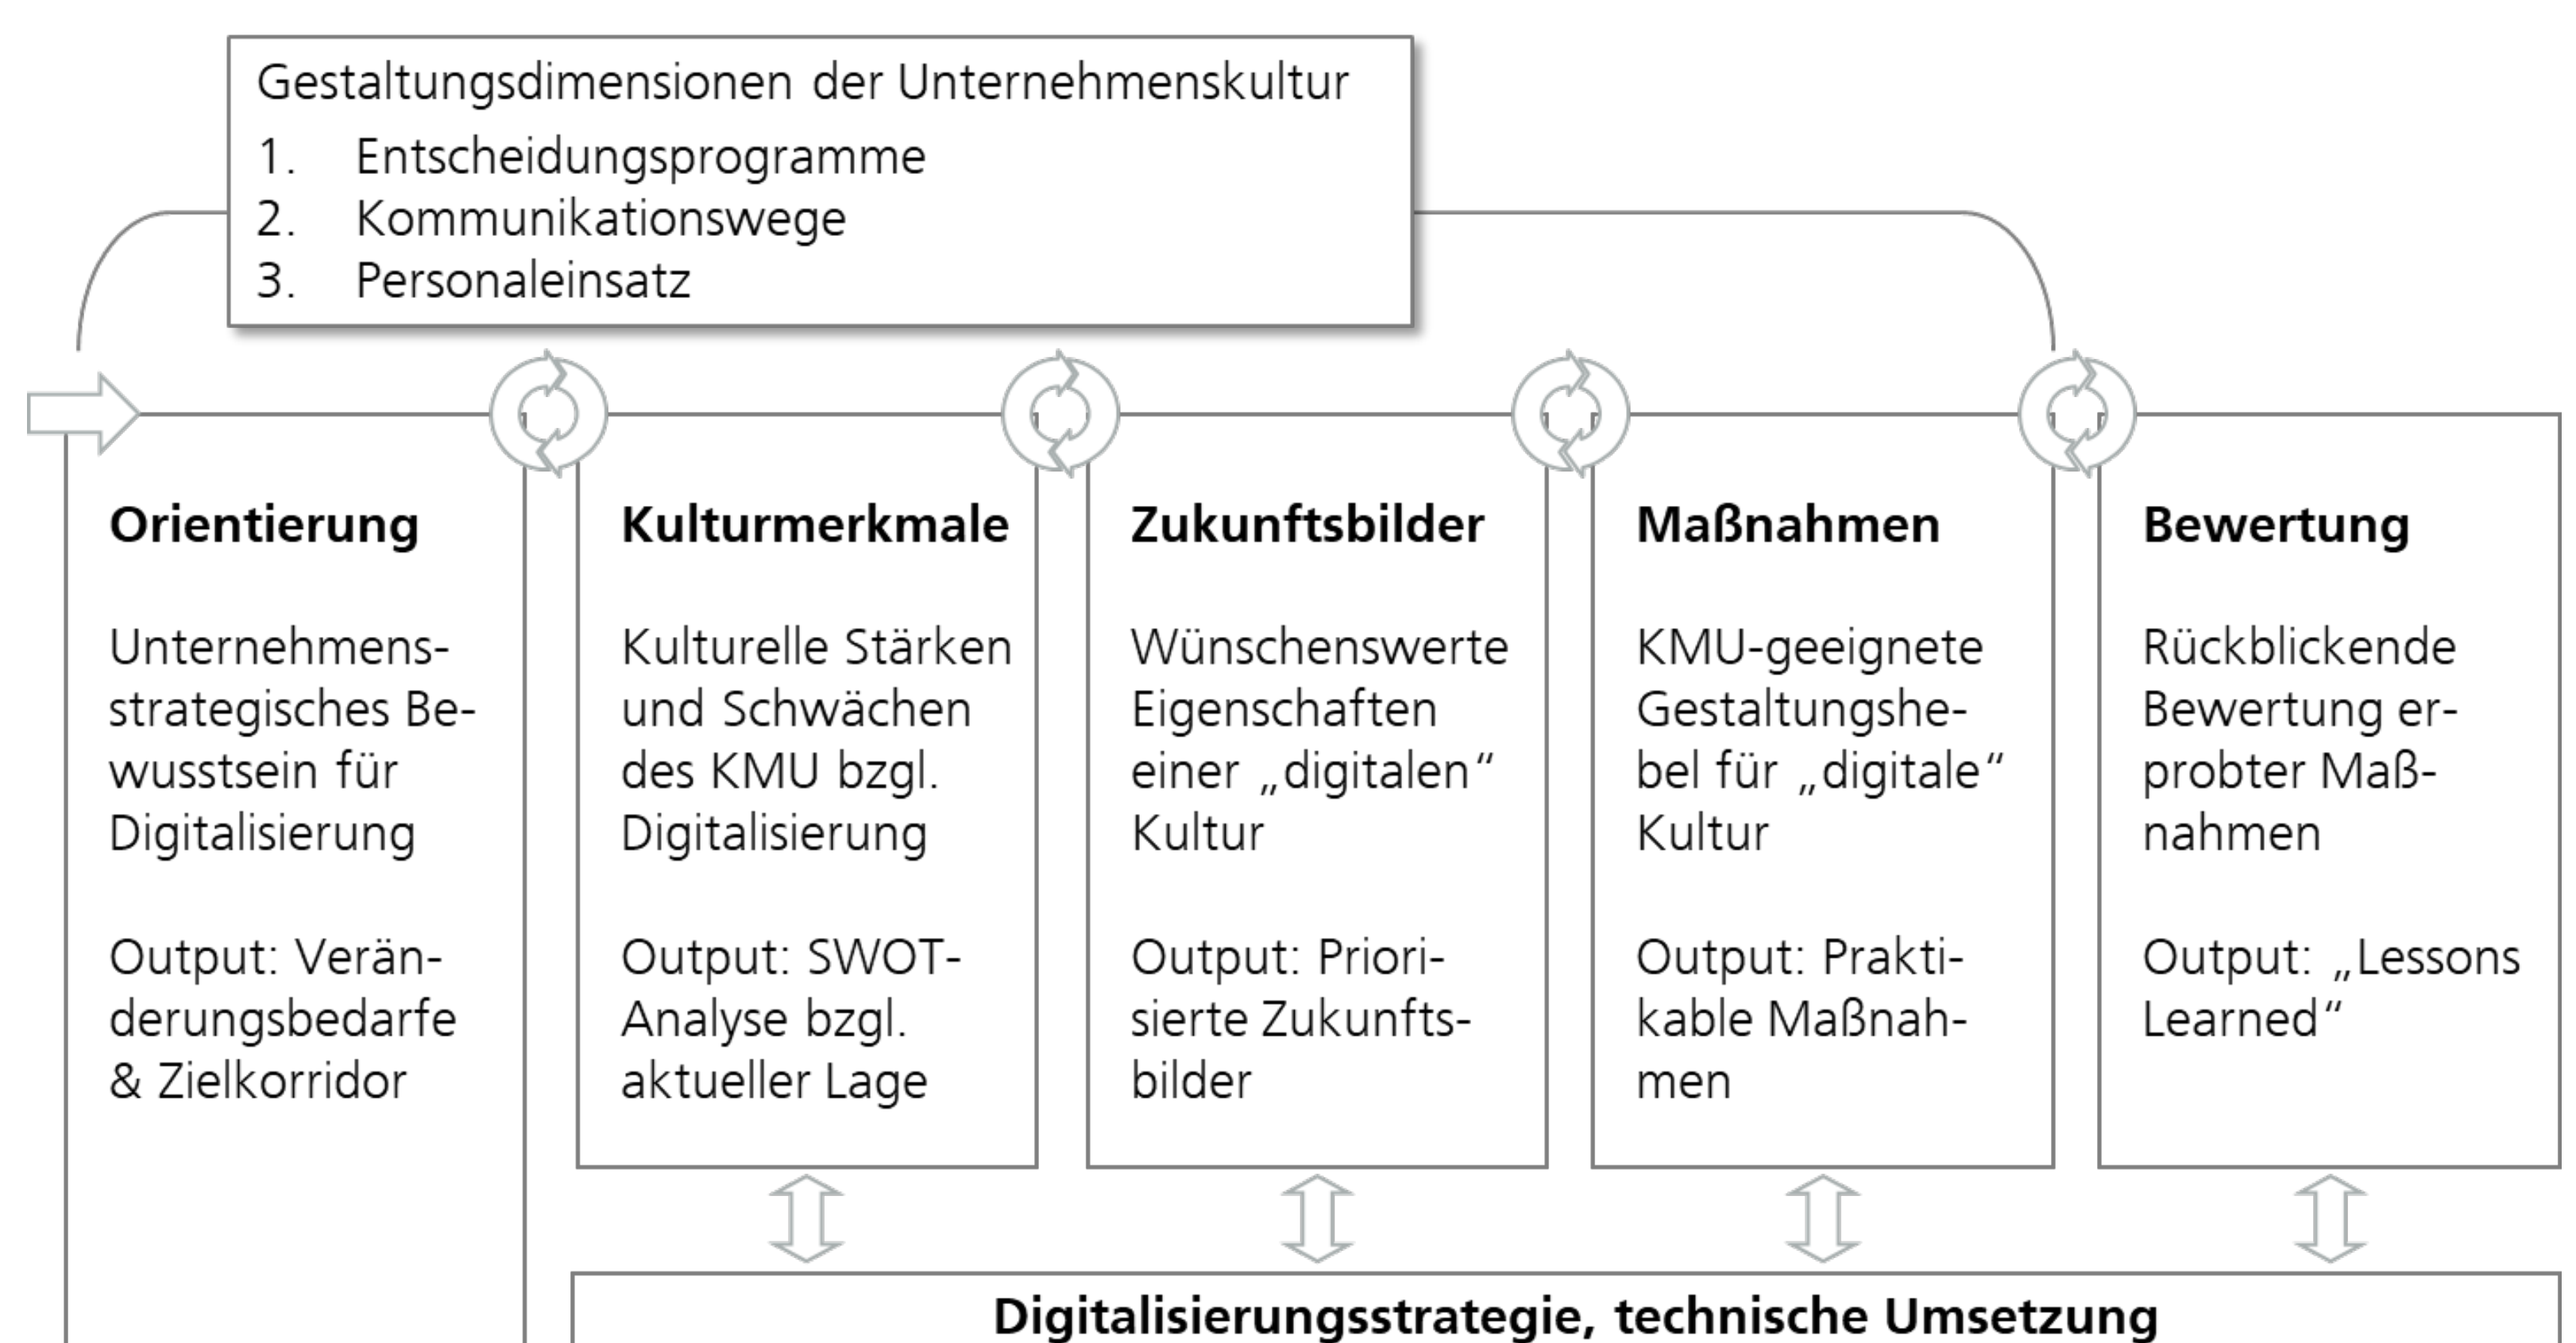 Gestaltungsdimensionen der Unternehmenskultur
1. Entscheidungsprogramme
2. Kommunikationswege
3. Personaleinsatz
Orientierung
Unternehmens-
strategisches Be-
wusstsein für
Digitalisierung
Output: Verän-
derungsbedarfe
& Zielkorridor
Kulturmerkmale
Kulturelle Stärken
und Schwächen
des KMU bzgl.
Digitalisierung
Output: SWOT-
Analyse bzgl.
aktueller Lage
Zukunftsbilder
Wünschenswerte
Eigenschaften
einer „digitalen“
Kultur
Output: Priori-
sierte Zukunfts-
bilder
Maßnahmen
KMU-geeignete
Gestaltungshe-
bel für „digitale“
Kultur
Output: Prakti-
kable Maßnah-
men
Bewertung
Rückblickende
Bewertung er-
probter Maß-
nahmen
Output: „Lessons
Learned“
Digitalisierungsstrategie, technische Umsetzung